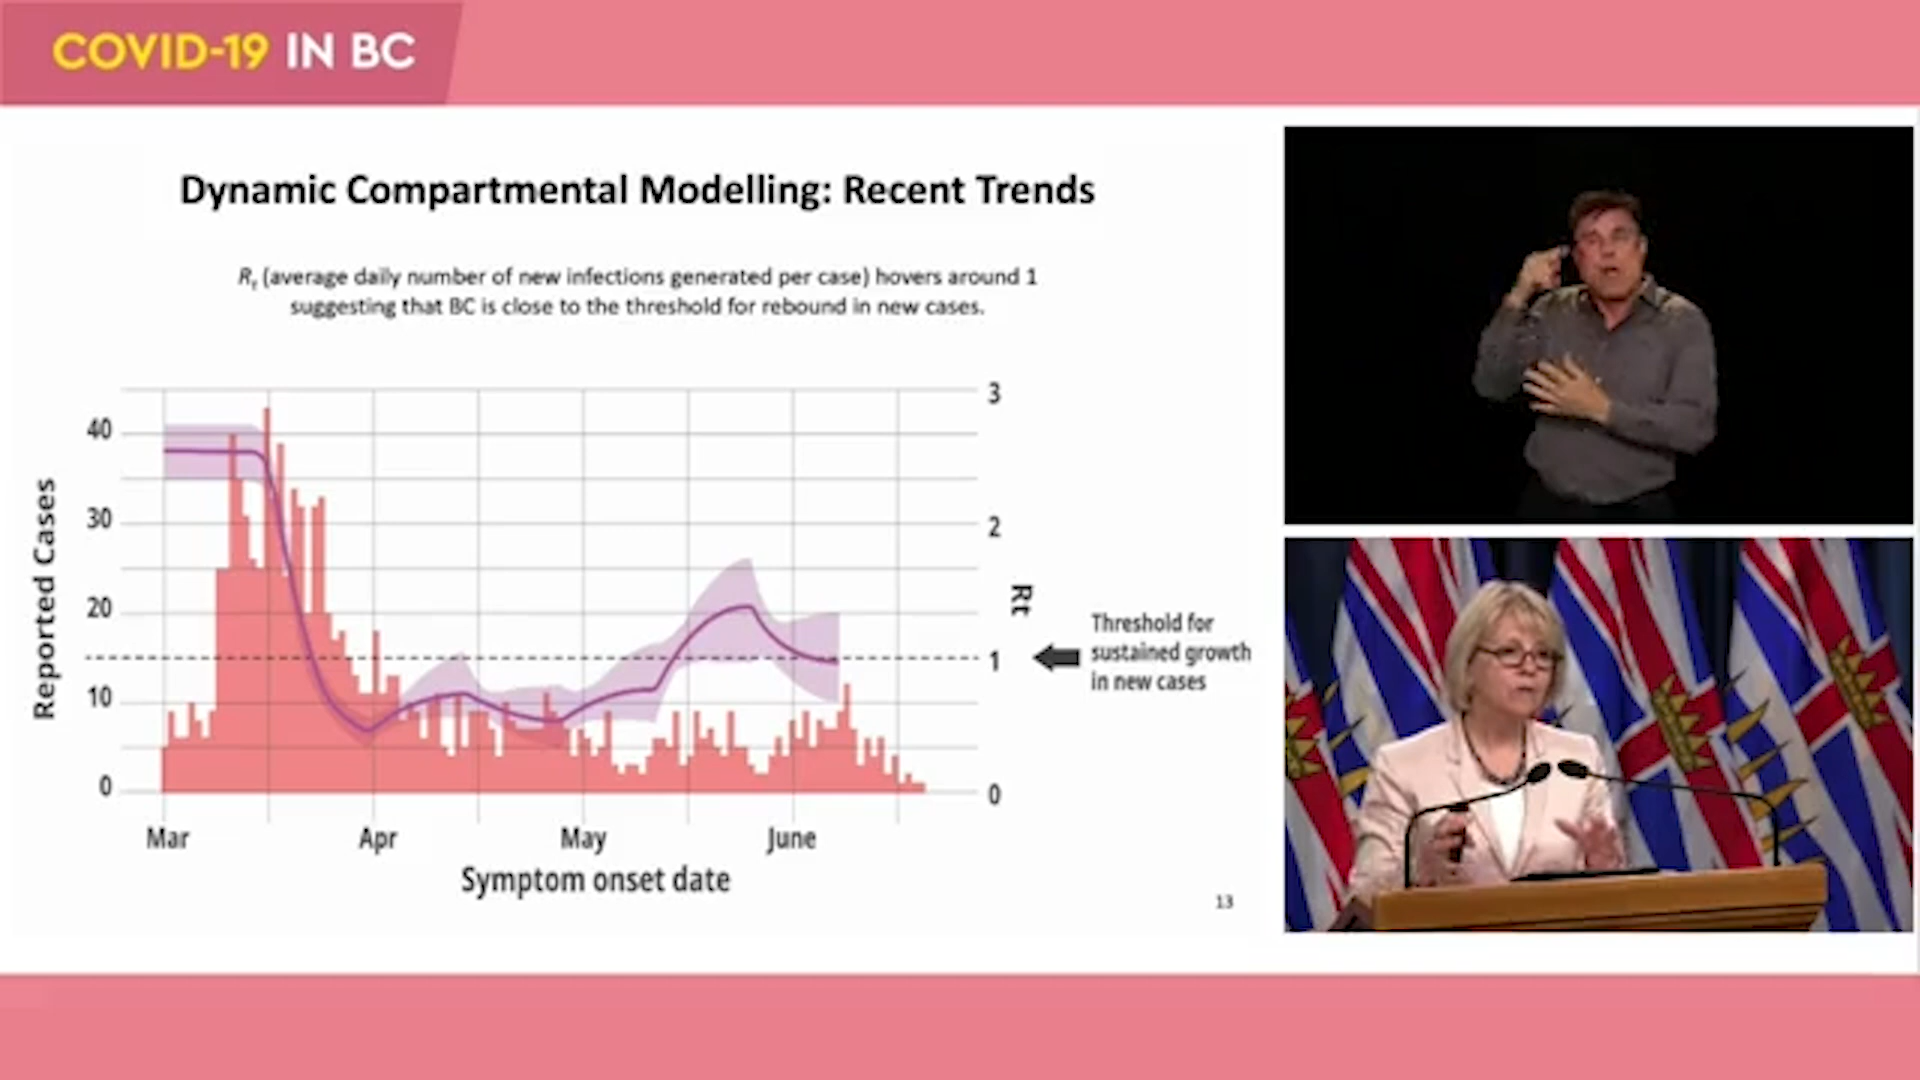 COVID-19 IN BC
Dynamic Compartmental Modelling: Recent Trends
Rt (average daily number of new infections generated per case) hovers around 1
suggesting that BC is close to the threshold for rebound in new cases.
Reported Cases
40
30
20
10
0
3
2
1
0
Rt
Threshold for
sustained growth
in new cases
Mar Apr May June
Symptom onset date
13